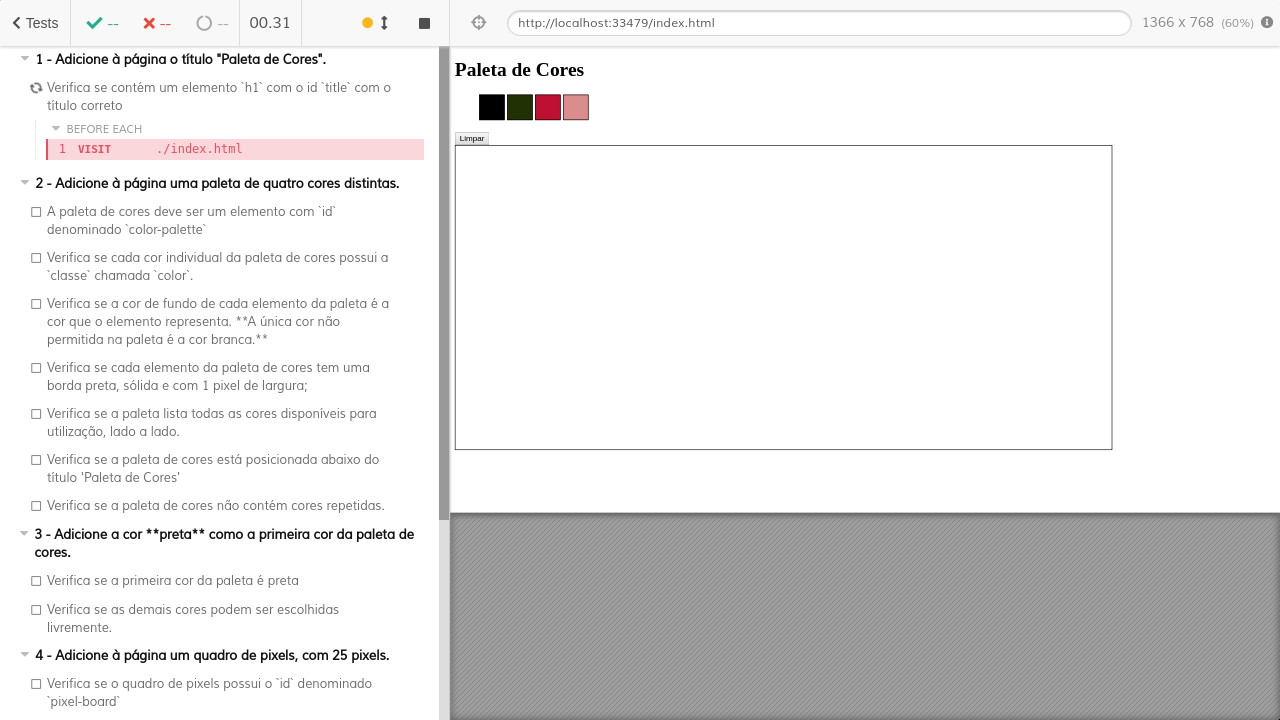 Tests
--
--
--
00.31
http://localhost:33479/index.html
1366 x 768 (60%)
1 - Adicione à página o título "Paleta de Cores".
Verifica se contém um elemento `h1` com o id `title` com o
título correto
BEFORE EACH
1 VISIT ./index.html
2 - Adicione à página uma paleta de quatro cores distintas.
A paleta de cores deve ser um elemento com `id`
denominado `color-palette`
Verifica se cada cor individual da paleta de cores possui a
`classe` chamada `color`.
Verifica se a cor de fundo de cada elemento da paleta é a
cor que o elemento representa. **A única cor não
permitida na paleta é a cor branca.**
Verifica se cada elemento da paleta de cores tem uma
borda preta, sólida e com 1 pixel de largura;
Verifica se a paleta lista todas as cores disponíveis para
utilização, lado a lado.
Verifica se a paleta de cores está posicionada abaixo do
título 'Paleta de Cores'
Verifica se a paleta de cores não contém cores repetidas.
3 - Adicione a cor **preta** como a primeira cor da paleta de
cores.
Verifica se a primeira cor da paleta é preta
Verifica se as demais cores podem ser escolhidas
livremente.
4 - Adicione à página um quadro de pixels, com 25 pixels.
Verifica se o quadro de pixels possui o `id` denominado
`pixel-board`
Paleta de Cores
Limpar